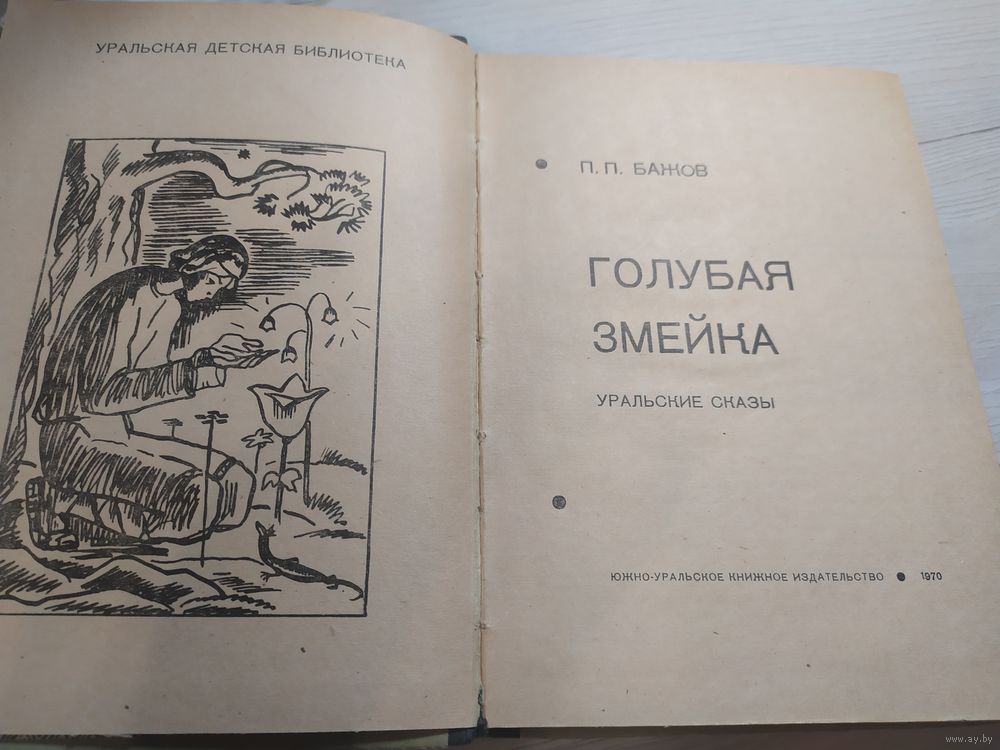 УРАЛЬСКАЯ ДЕТСКАЯ БИБЛИОТЕКА
П. П. БАЖОВ
ГОЛУБАЯ
ЗМЕЙКА
УРАЛЬСКИЕ СКАЗЫ
ЮЖНО-УРАЛЬСКОЕ КНИЖНОЕ ИЗДАТЕЛЬСТВО ● 1970
www.ay.by